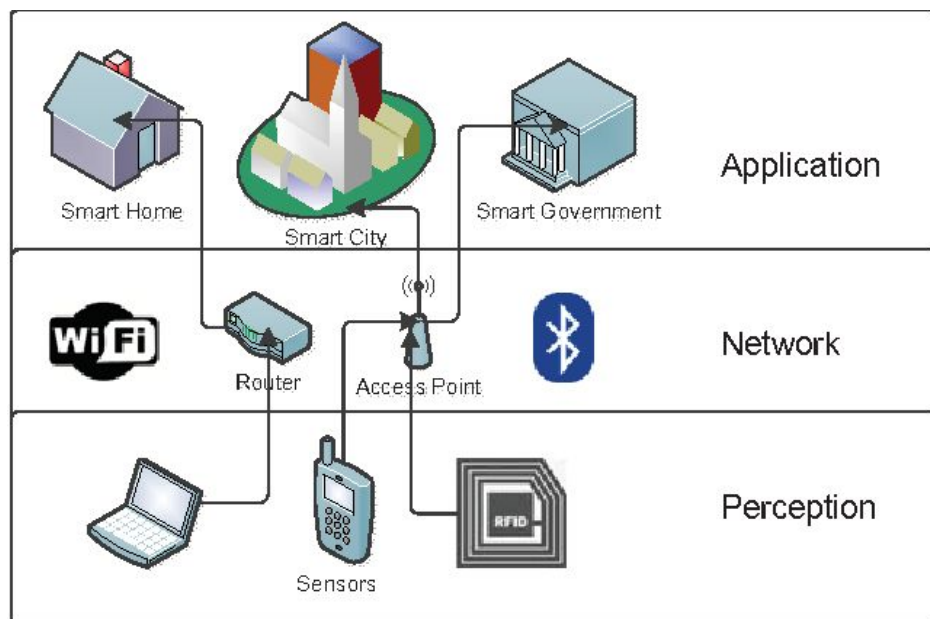 Application
Smart Home
Smart City
Smart Government
WiFi
Network
Router
Access Point
RFID
Perception
Sensors